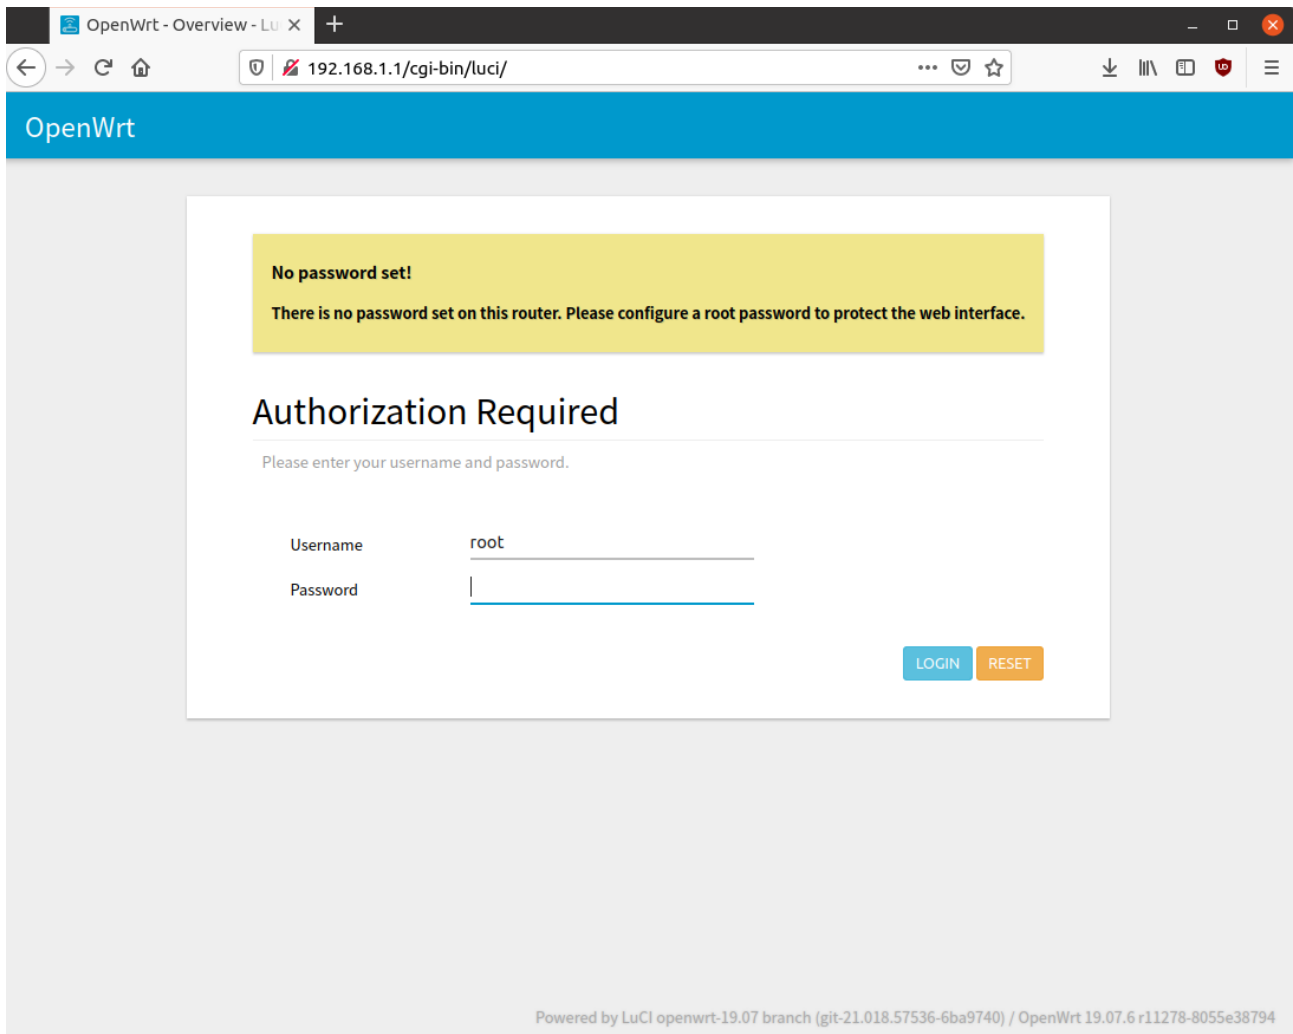 OpenWrt - Overview - Lu
192.168.1.1/cgi-bin/luci/
OpenWrt
No password set!
There is no password set on this router. Please configure a root password to protect the web interface.
Authorization Required
Please enter your username and password.
Username root
Password
LOGIN RESET
Powered by LuCI openwrt-19.07 branch (git-21.018.57536-6ba9740) / OpenWrt 19.07.6 r11278-8055e38794